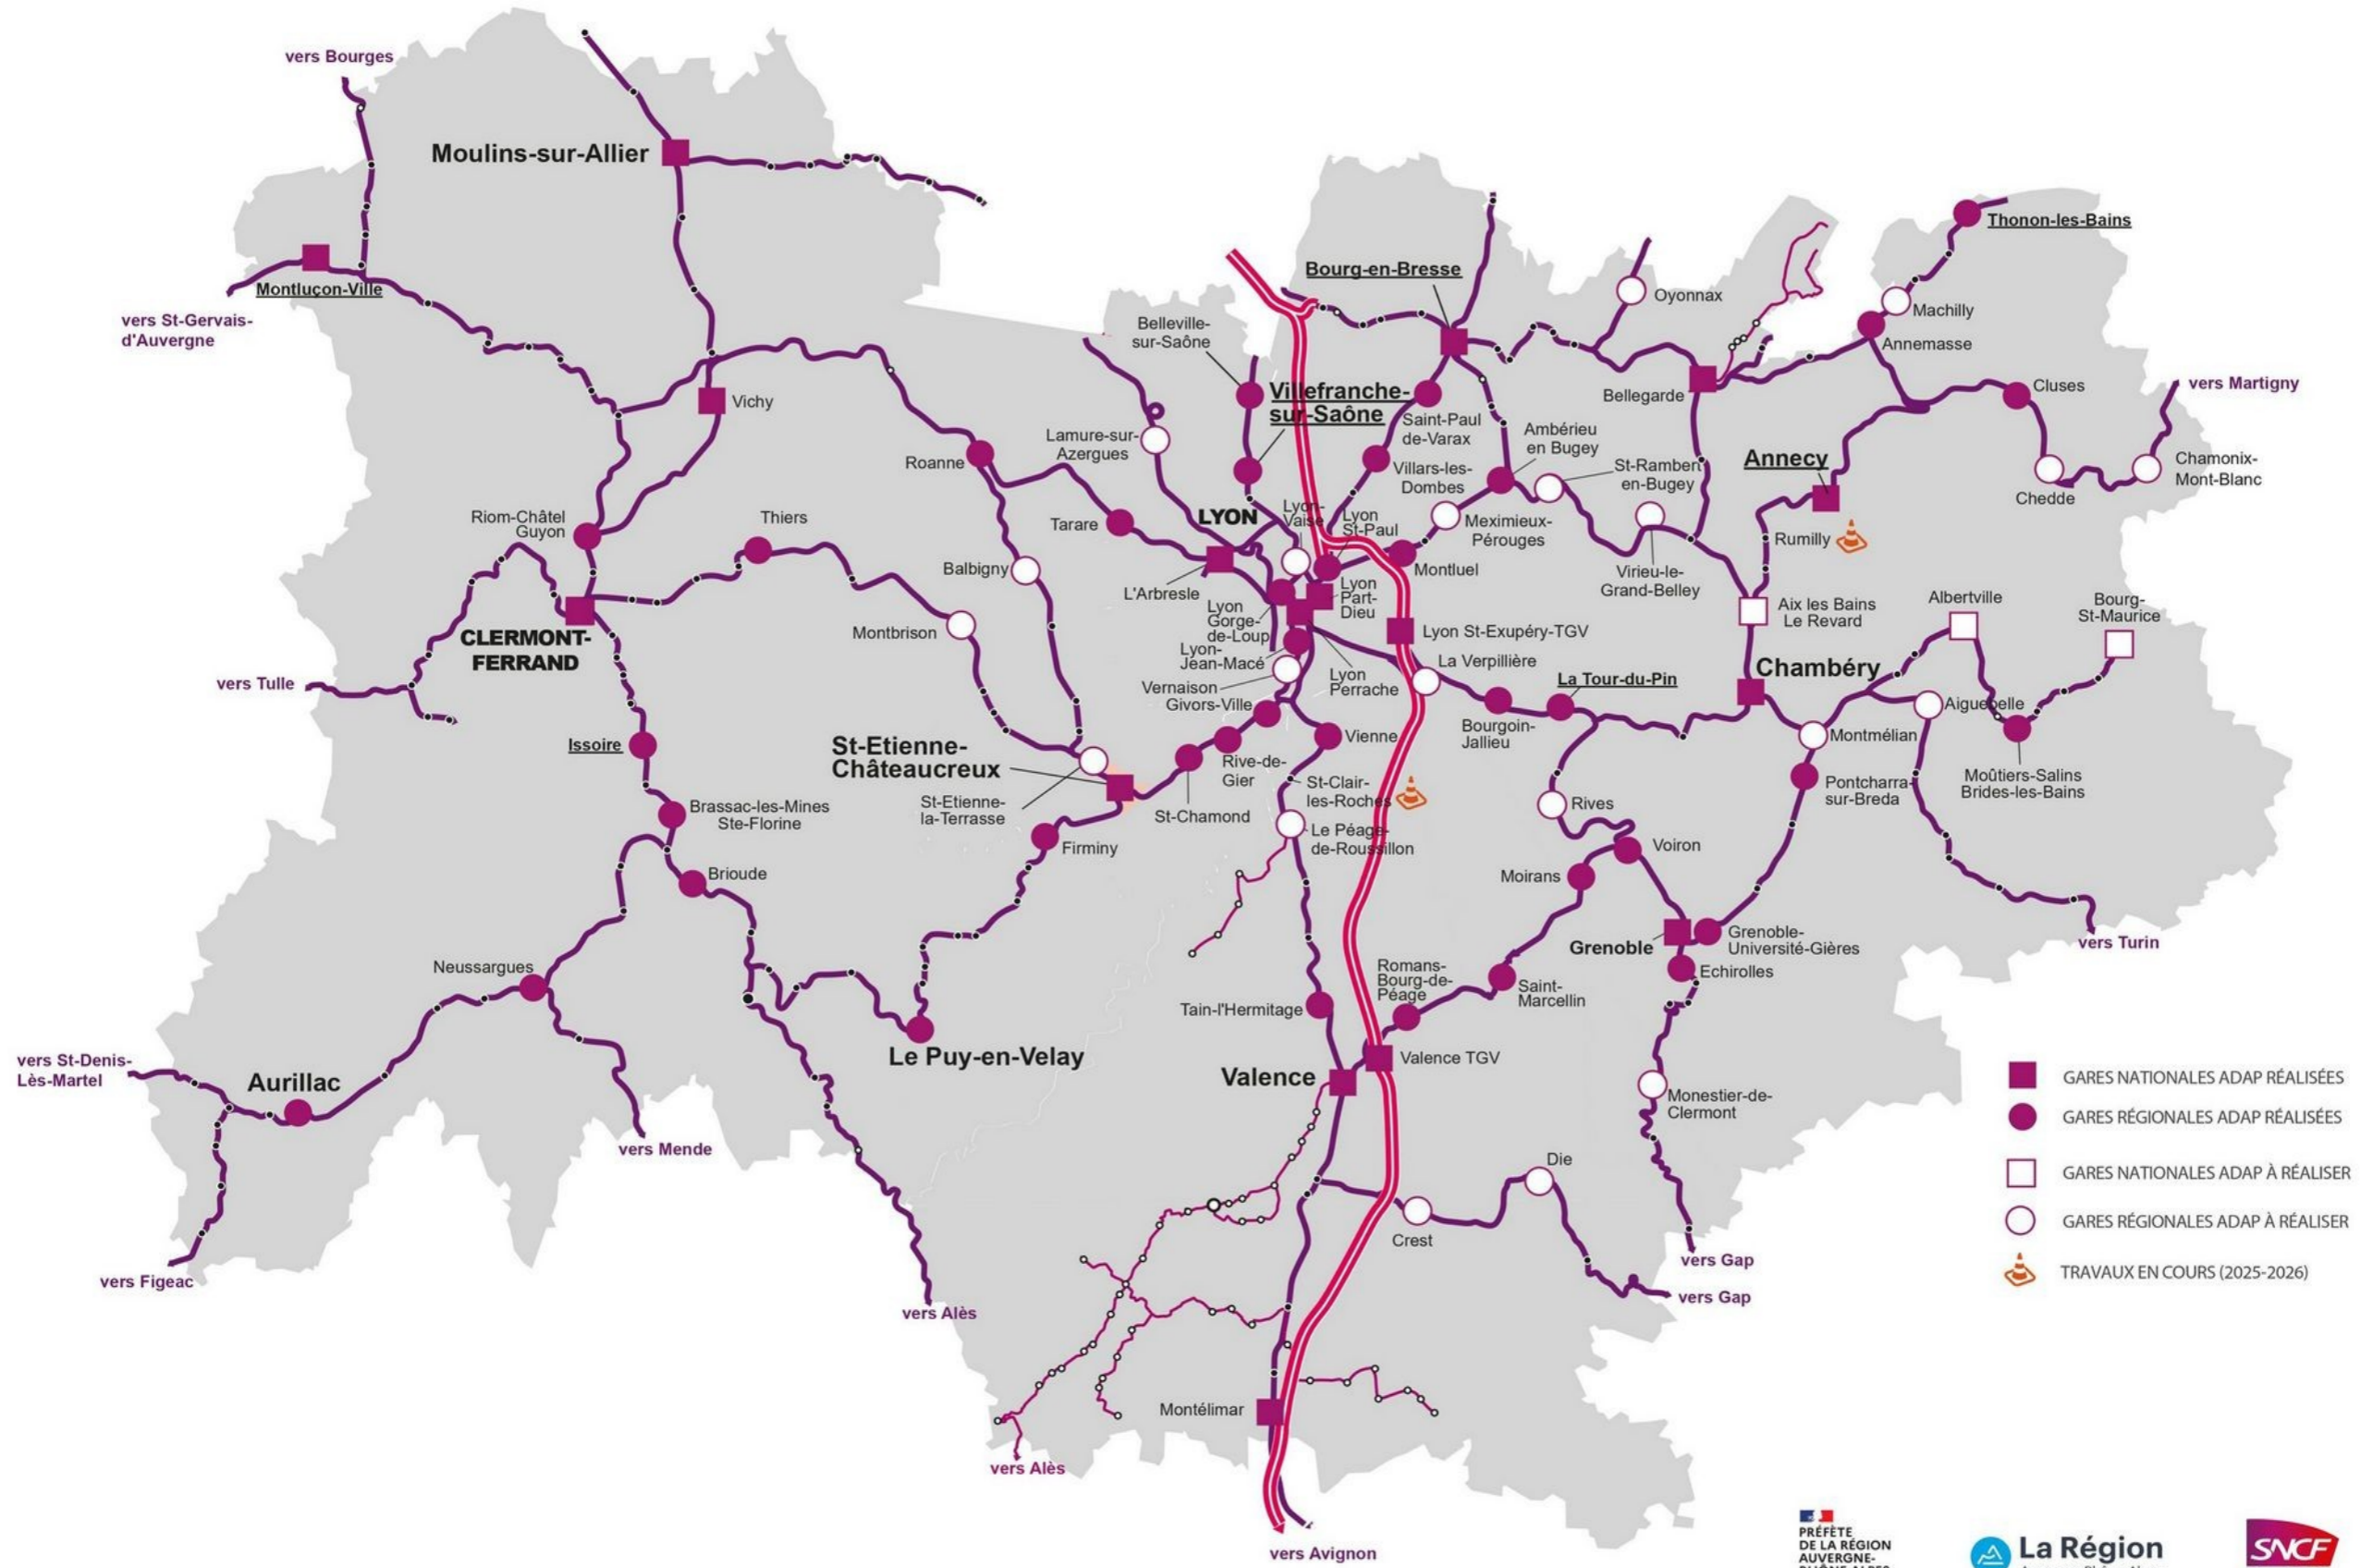 vers Bourges
Moulins-sur-Allier
Montluçon-Ville
vers St-Gervais-
d'Auvergne
Vichy
Roanne
Riom-Châtel
Guyon
Thiers
CLERMONT-
FERRAND
vers Tulle
Issoire
Brassac-les-Mines
Ste-Florine
Brioude
Neussargues
vers St-Denis-
Lès-Martel
Aurillac
vers Figeac
vers Mende
vers Alès
Le Puy-en-Velay
Firminy
St-Etienne-
Châteaucreux
St-Etienne-
la-Terrasse
Montbrison
Balbigny
Tarare
Lamure-sur-
Azergues
Belleville-
sur-Saône
Villefranche-
sur-Saône
Bourg-en-Bresse
Saint-Paul
de-Varax
Villars-les-
Dombes
Ambérieu
en Bugey
St-Rambert
en-Bugey
Meximieux-
Pérouges
Virieu-le-
Grand-Belley
Oyonnax
Bellegarde
Thonon-les-Bains
Machilly
Annemasse
Cluses
vers Martigny
Chamonix-
Mont-Blanc
Chedde
Annecy
Rumilly
Aix les Bains
Le Revard
Albertville
Bourg-
St-Maurice
Chambéry
Aiguebelle
Montmélian
Moûtiers-Salins
Brides-les-Bains
Pontcharra-
sur-Breda
vers Turin
LYON
Lyon-
Vaise
Lyon
St-Paul
Montluel
L'Arbresle
Lyon
Gorge-
de-Loup
Lyon
Part-
Dieu
Lyon St-Exupéry-TGV
Lyon-
Jean-Macé
Lyon
Perrache
La Verpillière
La Tour-du-Pin
Vernaison
Givors-Ville
Bourgoin-
Jallieu
Vienne
Rive-de-
Gier
St-Chamond
St-Clair-
les-Roches
Le Péage-
de-Roussillon
Rives
Voiron
Moirans
Grenoble
Grenoble-
Université-Gières
Echirolles
Saint-
Marcellin
Romans-
Bourg-de-
Péage
Tain-l'Hermitage
Valence TGV
Valence
Monestier-de-
Clermont
Die
Crest
vers Gap
vers Gap
Montélimar
vers Alès
vers Avignon
GARES NATIONALES ADAP RÉALISÉES
GARES RÉGIONALES ADAP RÉALISÉES
GARES NATIONALES ADAP À RÉALISER
GARES RÉGIONALES ADAP À RÉALISER
TRAVAUX EN COURS (2025-2026)
PRÉFÈTE
DE LA RÉGION
AUVERGNE-
La Région
SNCF